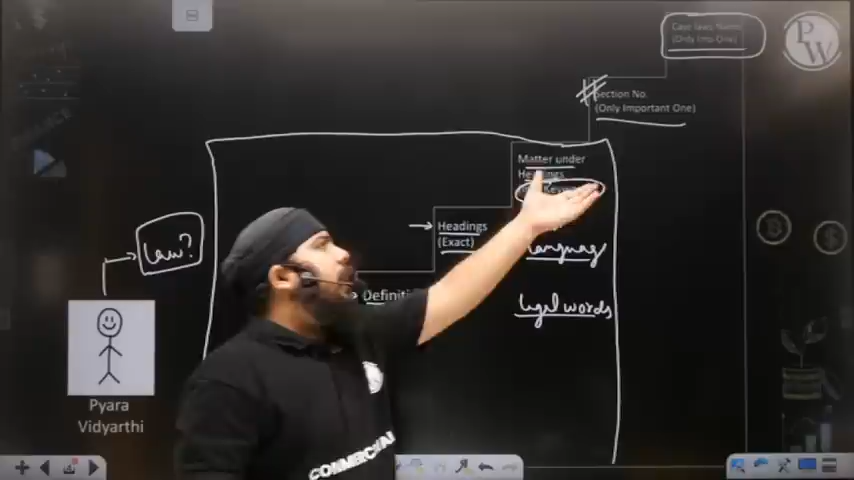 Case laws Name
(Only Imp One)
PW
Section No.
(Only Important One)
Matter under
Headings
Headings
(Exact)
Law?
language
legal words
Definiti
Pyara
Vidyarthi
COMMERCE